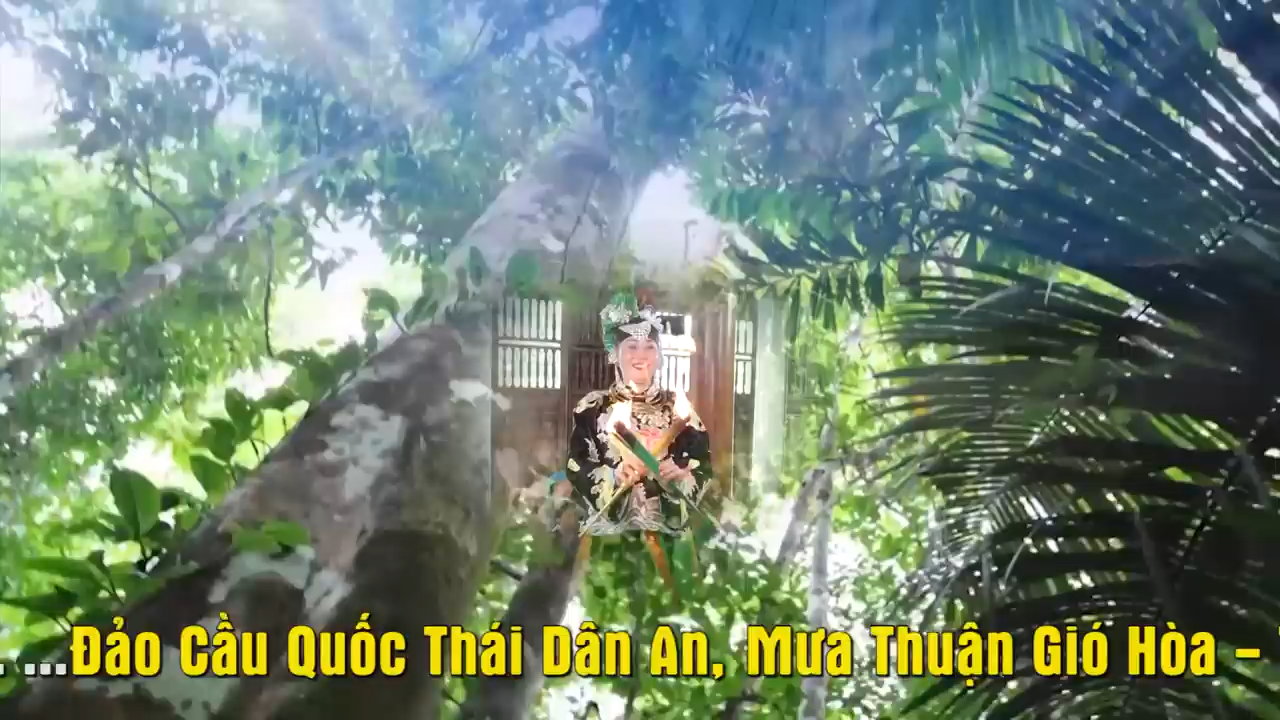 ...Đảo Cầu Quốc Thái Dân An, Mưa Thuận Gió Hòa –